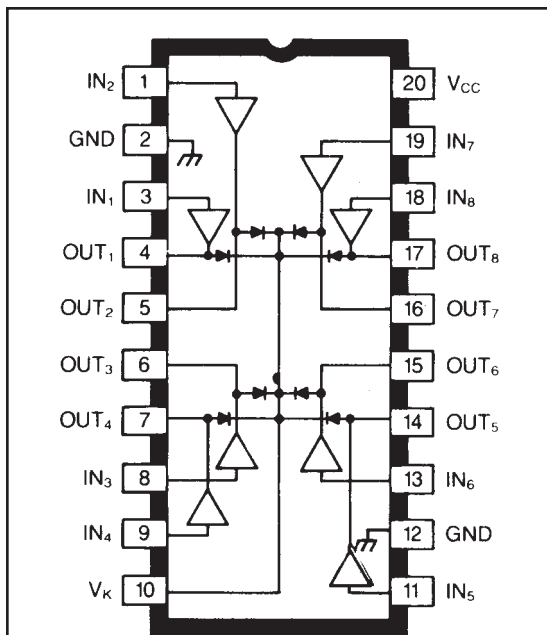 IN₂ 1 20 V_CC
GND 2 19 IN₇
IN₁ 3 18 IN₈
OUT₁ 4 17 OUT₈
OUT₂ 5 16 OUT₇
OUT₃ 6 15 OUT₆
OUT₄ 7 14 OUT₅
IN₃ 8 13 IN₆
IN₄ 9 12 GND
V_K 10 11 IN₅